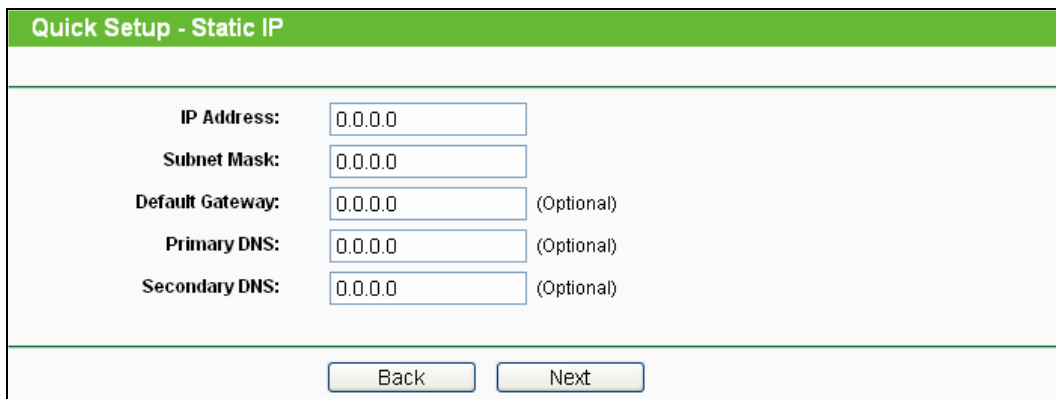 Quick Setup - Static IP
IP Address: 0.0.0.0
Subnet Mask: 0.0.0.0
Default Gateway: 0.0.0.0 (Optional)
Primary DNS: 0.0.0.0 (Optional)
Secondary DNS: 0.0.0.0 (Optional)
Back Next